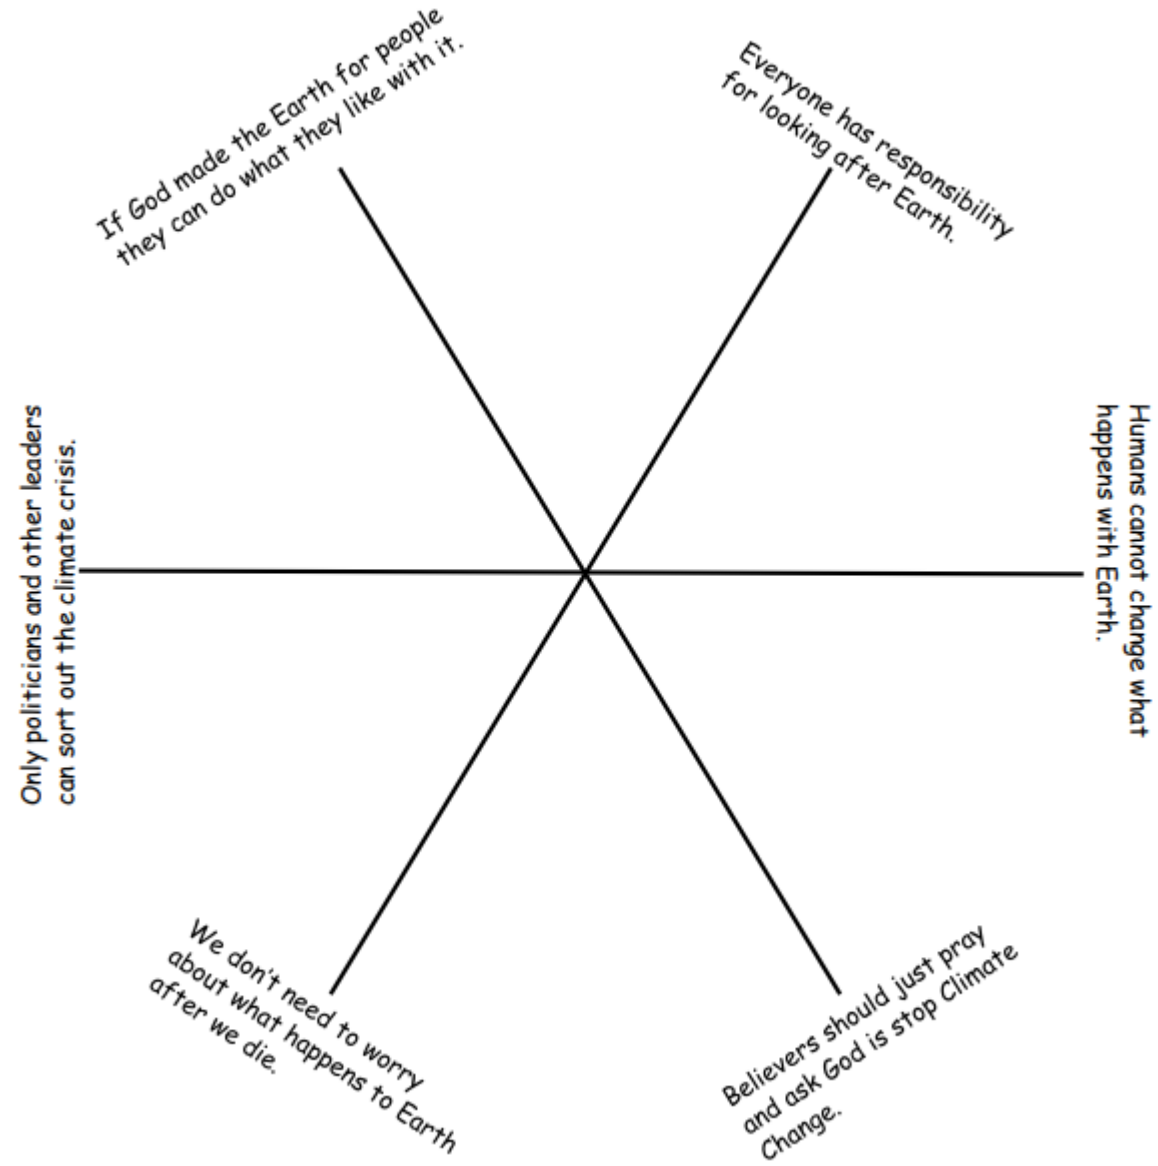 If God made the Earth for people
they can do what they like with it.
Everyone has responsibility
for looking after Earth.
Humans cannot change what
happens with Earth.
Believers should just pray
and ask God is stop Climate
Change.
We don't need to worry
about what happens to Earth
after we die.
Only politicians and other leaders
can sort out the climate crisis.